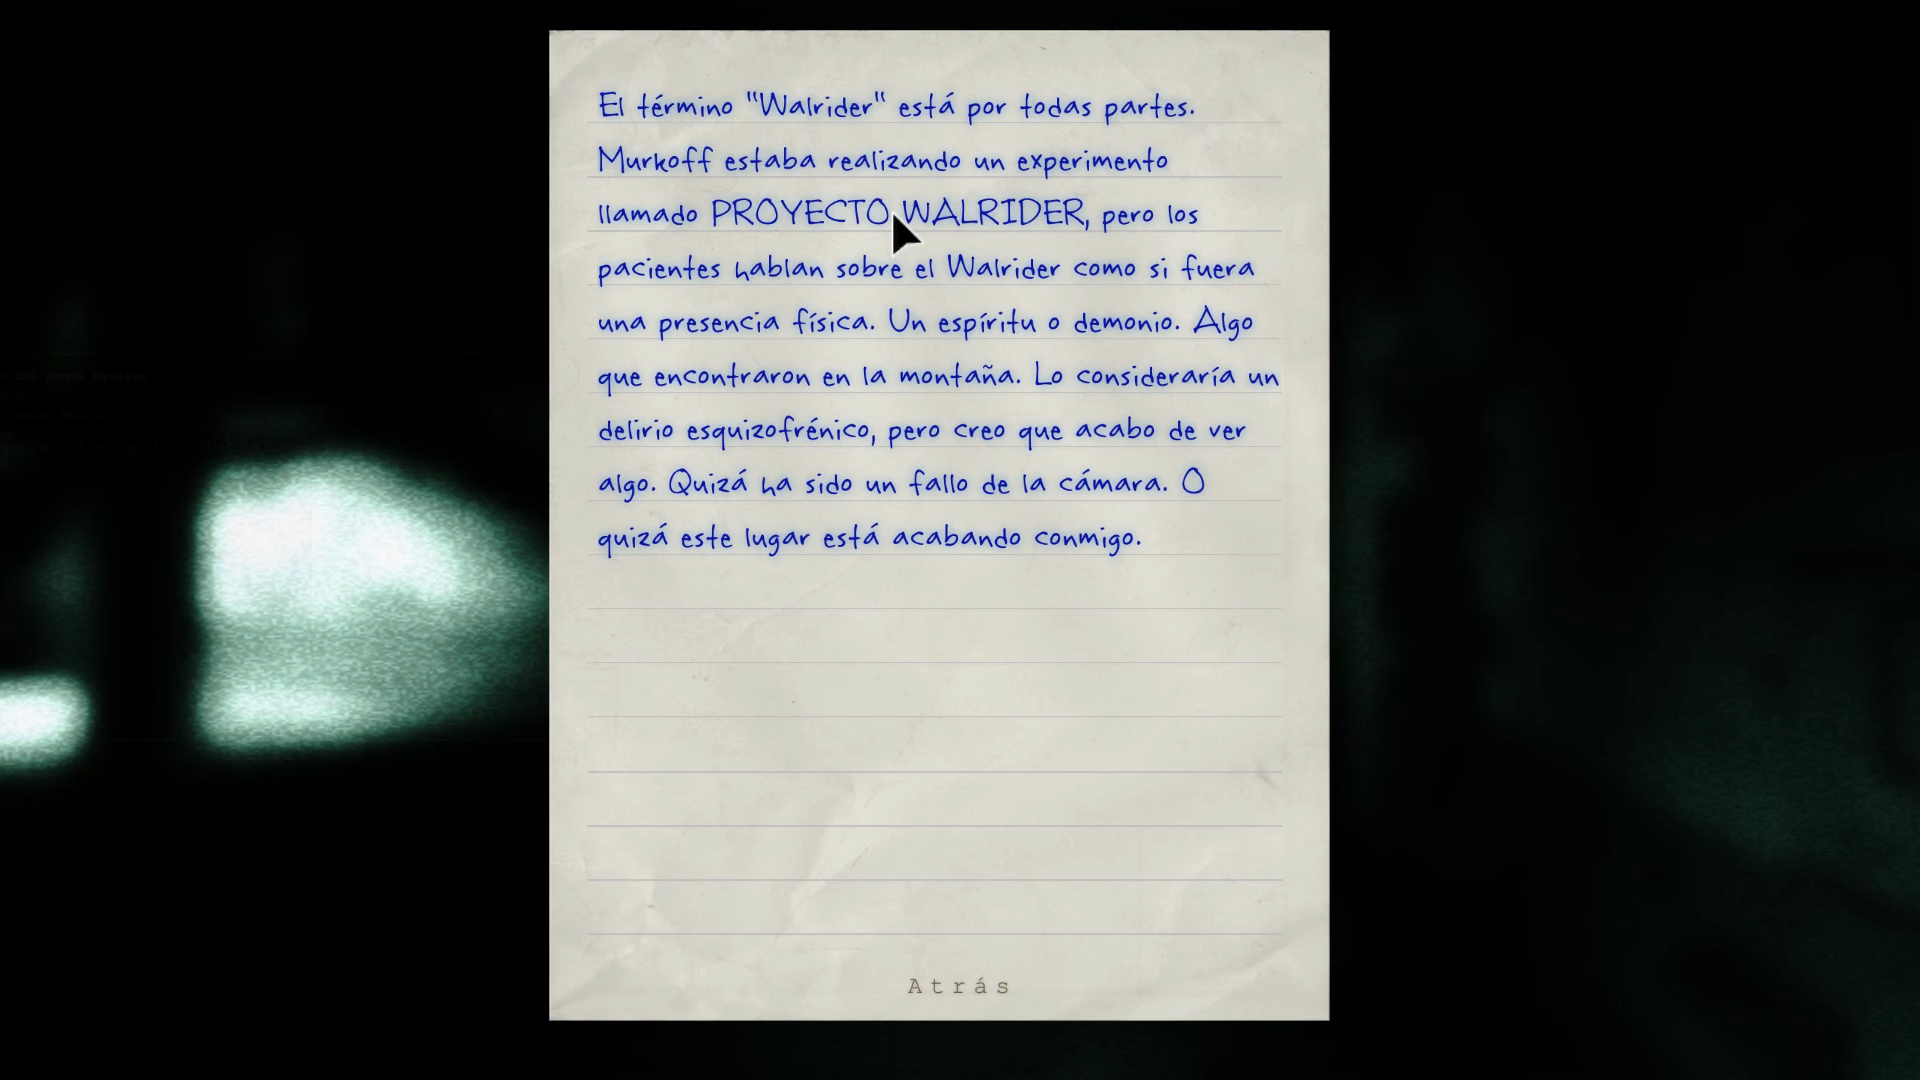 El término "Walrider" está por todas partes.
Murkoff estaba realizando un experimento
llamado PROYECTO WALRIDER, pero los
pacientes hablan sobre el Walrider como si fuera
una presencia física. Un espíritu o demonio. Algo
que encontraron en la montaña. Lo consideraría un
delirio esquizofrénico, pero creo que acabo de ver
algo. Quizá ha sido un fallo de la cámara. O
quizá este lugar está acabando conmigo.
Atrás